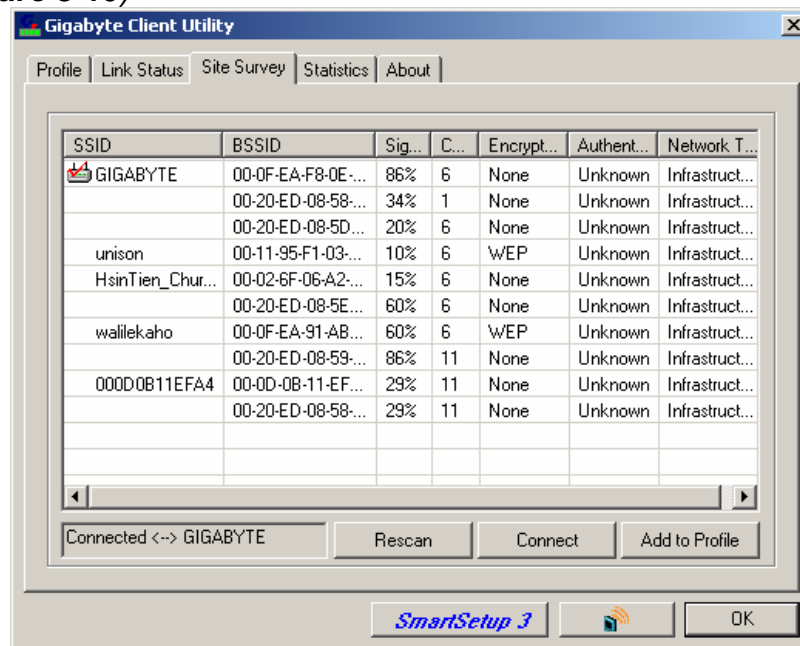 Gigabyte Client Utility
Profile Link Status Site Survey Statistics About
SSID BSSID Sig... C... Encrypt... Authent... Network T...
GIGABYTE 00-0F-EA-F8-0E-... 86% 6 None Unknown Infrastruct...
00-20-ED-08-58-... 34% 1 None Unknown Infrastruct...
00-20-ED-08-5D... 20% 6 None Unknown Infrastruct...
unison 00-11-95-F1-03-... 10% 6 WEP Unknown Infrastruct...
HsinTien_Chur... 00-02-6F-06-A2-... 15% 6 None Unknown Infrastruct...
00-20-ED-08-5E... 60% 6 None Unknown Infrastruct...
walilekaho 00-0F-EA-91-AB... 60% 6 WEP Unknown Infrastruct...
00-20-ED-08-59-... 86% 11 None Unknown Infrastruct...
000D0B11EFA4 00-0D-0B-11-EF... 29% 11 None Unknown Infrastruct...
00-20-ED-08-58-... 29% 11 None Unknown Infrastruct...
Connected <--> GIGABYTE Rescan Connect Add to Profile
SmartSetup 3 OK